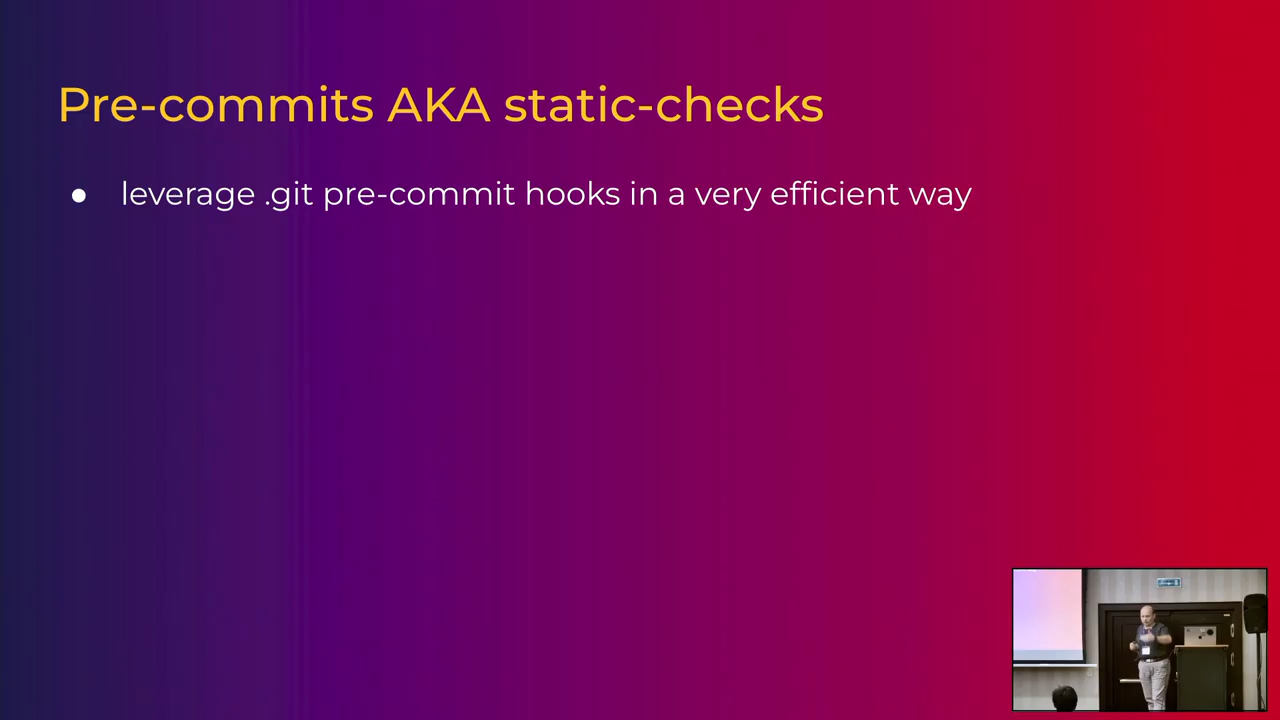 Pre-commits AKA static-checks
● leverage .git pre-commit hooks in a very efficient way